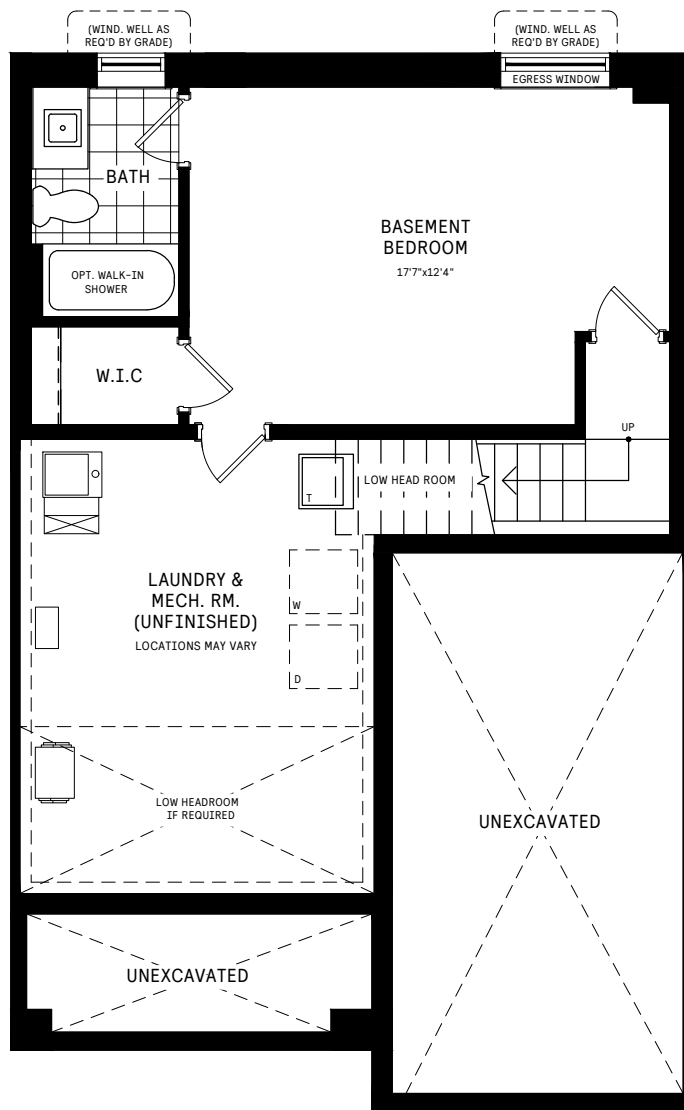 (WIND. WELL AS
REQ'D BY GRADE)
(WIND. WELL AS
REQ'D BY GRADE)
EGRESS WINDOW
BATH
BASEMENT
BEDROOM
17'7"x12'4"
OPT. WALK-IN
SHOWER
W.I.C
UP
LOW HEAD ROOM
T
LAUNDRY &
MECH. RM.
(UNFINISHED)
LOCATIONS MAY VARY
W
D
LOW HEADROOM
IF REQUIRED
UNEXCAVATED
UNEXCAVATED